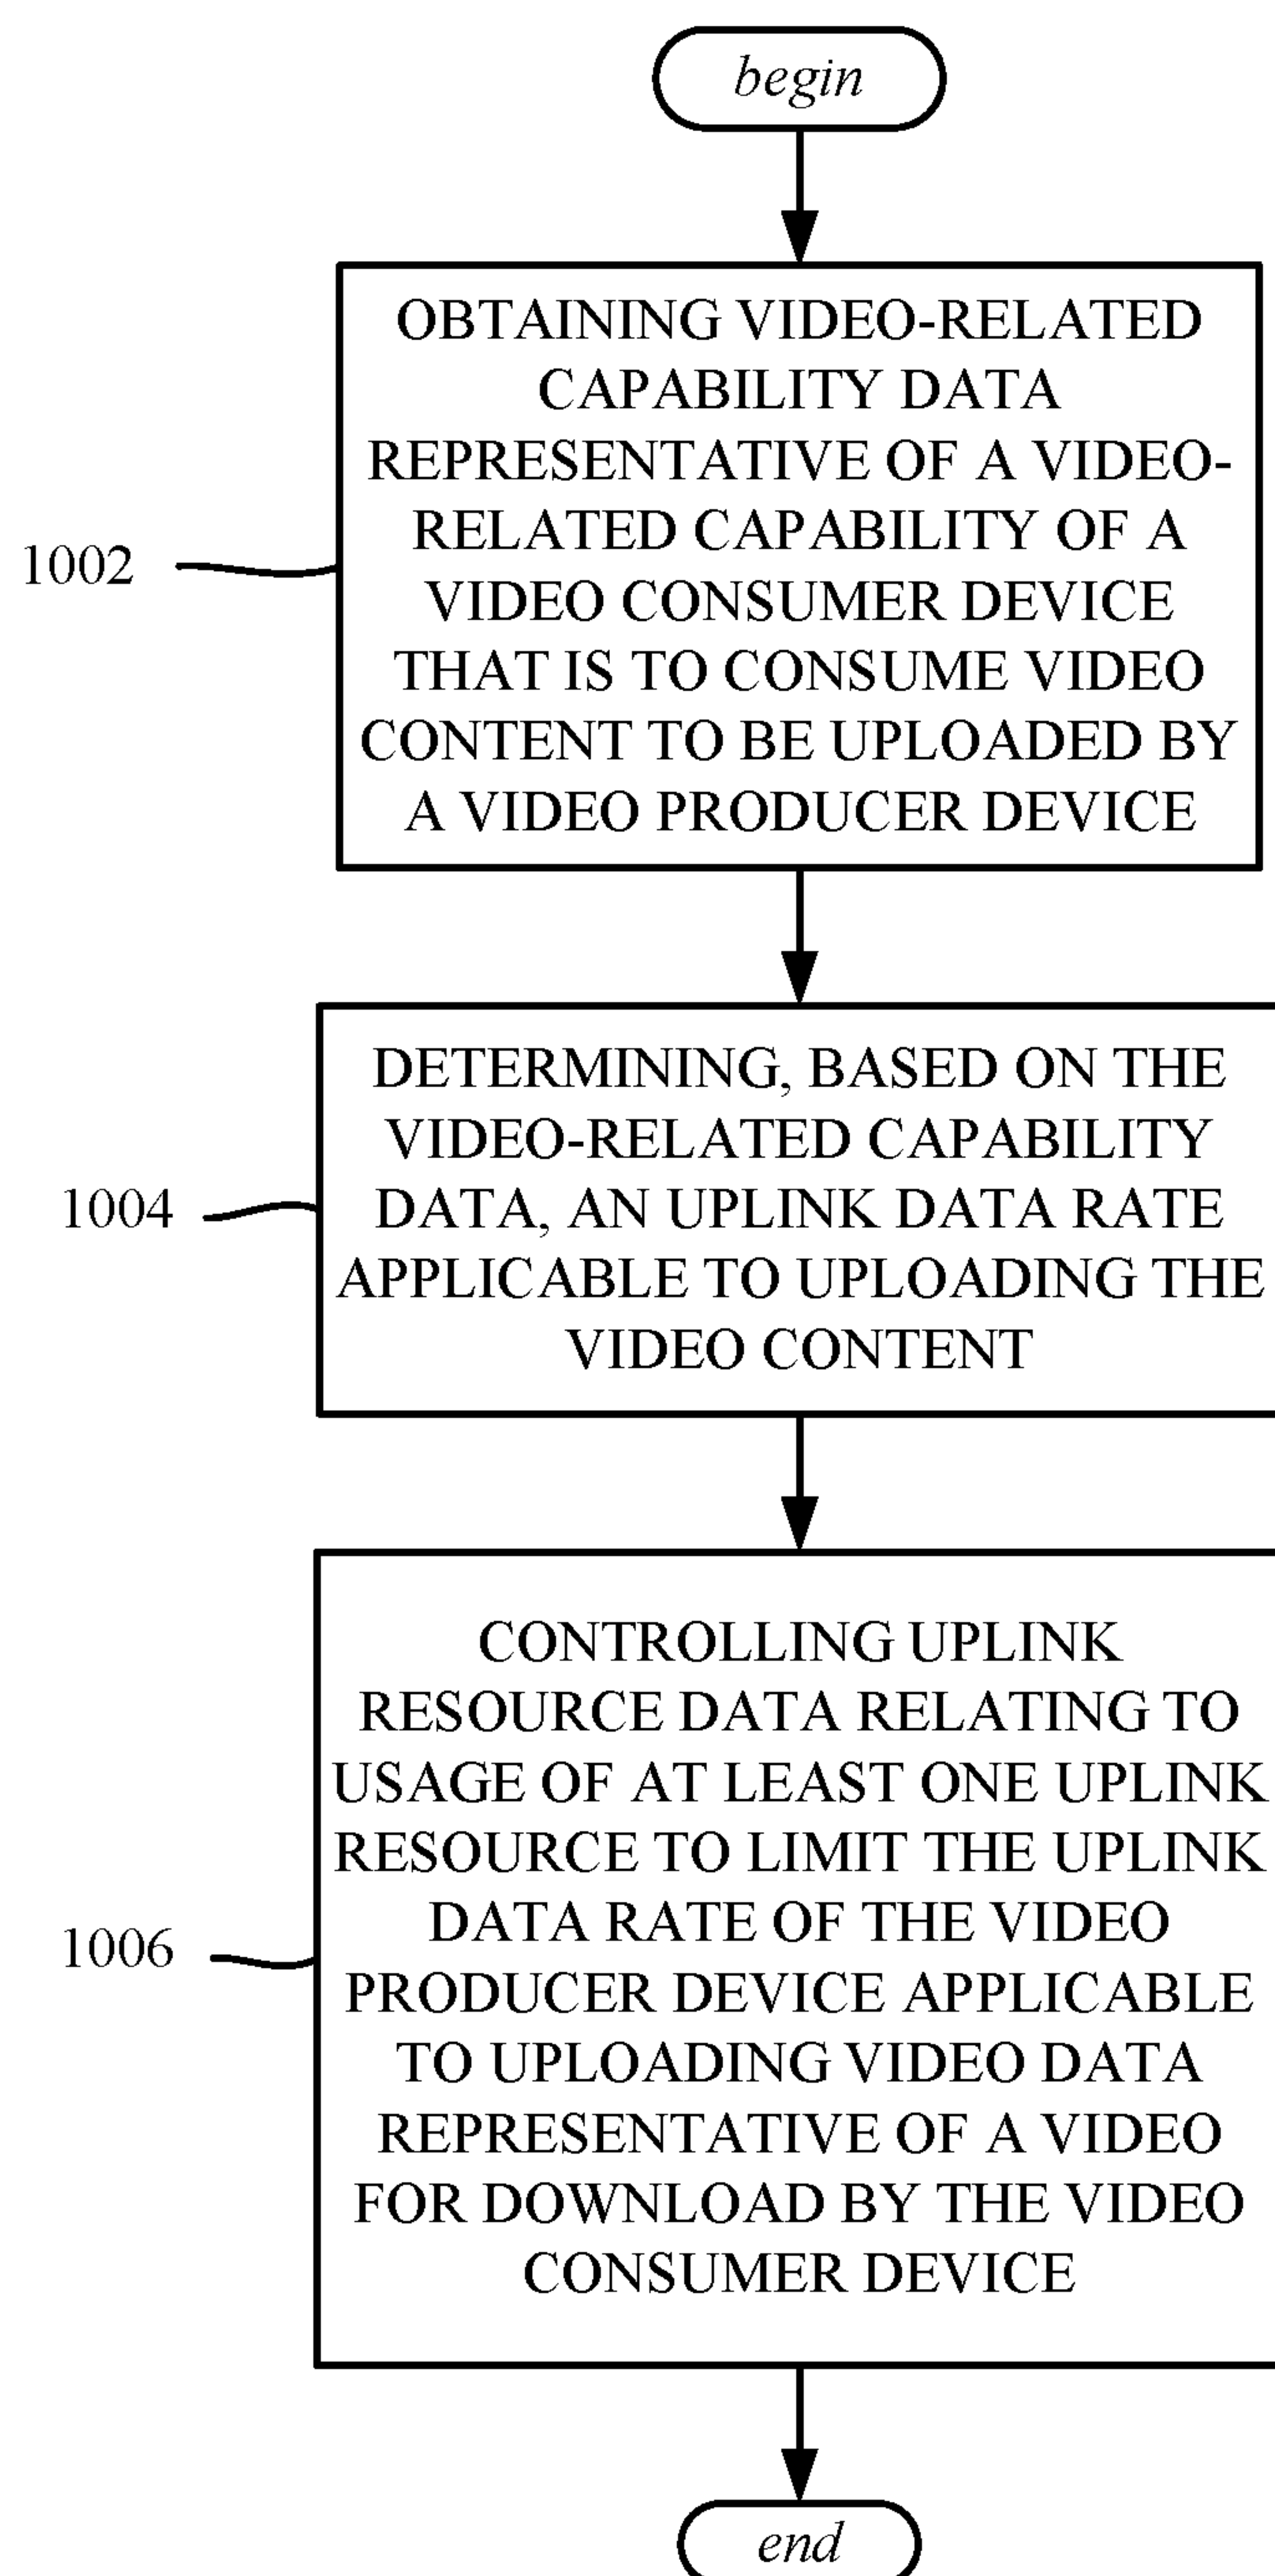 begin
OBTAINING VIDEO-RELATED
CAPABILITY DATA
REPRESENTATIVE OF A VIDEO-
RELATED CAPABILITY OF A
VIDEO CONSUMER DEVICE
THAT IS TO CONSUME VIDEO
CONTENT TO BE UPLOADED BY
A VIDEO PRODUCER DEVICE
1002
DETERMINING, BASED ON THE
VIDEO-RELATED CAPABILITY
DATA, AN UPLINK DATA RATE
APPLICABLE TO UPLOADING THE
VIDEO CONTENT
1004
CONTROLLING UPLINK
RESOURCE DATA RELATING TO
USAGE OF AT LEAST ONE UPLINK
RESOURCE TO LIMIT THE UPLINK
DATA RATE OF THE VIDEO
PRODUCER DEVICE APPLICABLE
TO UPLOADING VIDEO DATA
REPRESENTATIVE OF A VIDEO
FOR DOWNLOAD BY THE VIDEO
CONSUMER DEVICE
1006
end